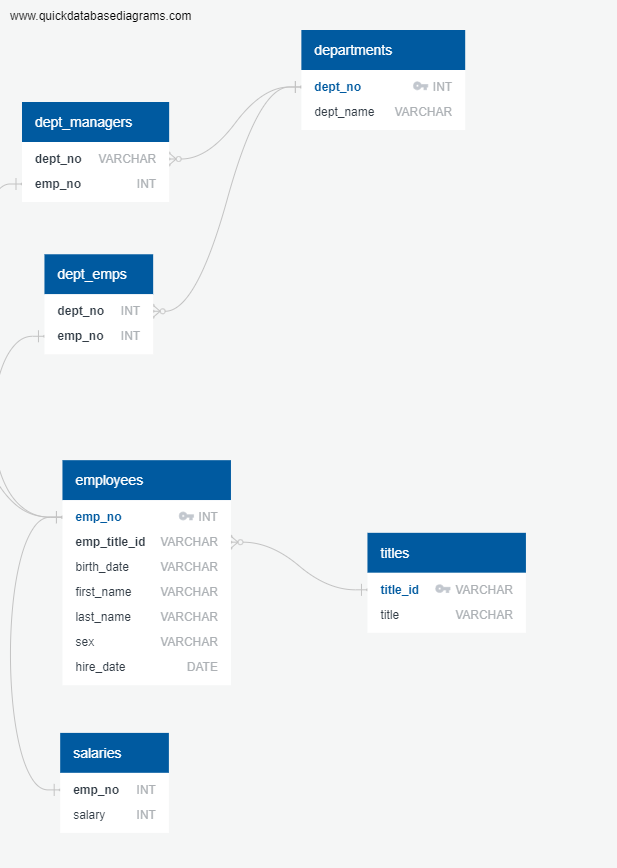 www.quickdatabasediagrams.com
departments
dept_no INT
dept_name VARCHAR
dept_managers
dept_no VARCHAR
emp_no INT
dept_emps
dept_no INT
emp_no INT
employees
emp_no INT
emp_title_id VARCHAR
birth_date VARCHAR
first_name VARCHAR
last_name VARCHAR
sex VARCHAR
hire_date DATE
titles
title_id VARCHAR
title VARCHAR
salaries
emp_no INT
salary INT